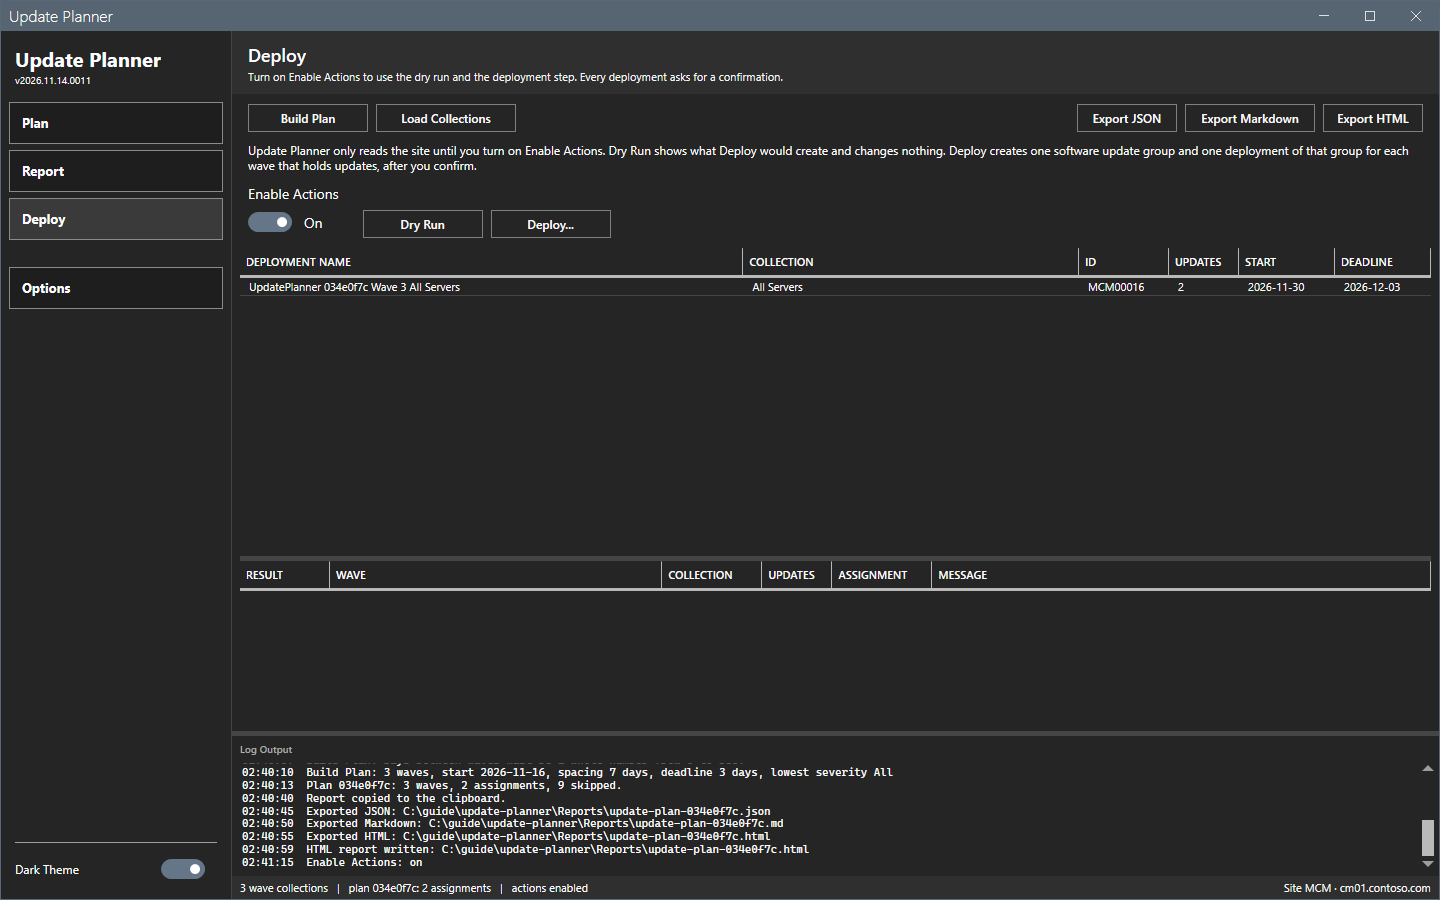 Update Planner
Update Planner
v2026.11.14.0011
Plan
Report
Deploy
Options
Dark Theme
Deploy
Turn on Enable Actions to use the dry run and the deployment step. Every deployment asks for a confirmation.
Build Plan
Load Collections
Export JSON
Export Markdown
Export HTML
Update Planner only reads the site until you turn on Enable Actions. Dry Run shows what Deploy would create and changes nothing. Deploy creates one software update group and one deployment of that group for each
wave that holds updates, after you confirm.
Enable Actions
On
Dry Run
Deploy...
DEPLOYMENT NAME COLLECTION ID UPDATES START DEADLINE
UpdatePlanner 034e0f7c Wave 3 All Servers All Servers MCM00016 2 2026-11-30 2026-12-03
RESULT WAVE COLLECTION UPDATES ASSIGNMENT MESSAGE
Log Output
02:40:10 Build Plan: 3 waves, start 2026-11-16, spacing 7 days, deadline 3 days, lowest severity All
02:40:13 Plan 034e0f7c: 3 waves, 2 assignments, 9 skipped.
02:40:40 Report copied to the clipboard.
02:40:45 Exported JSON: C:\guide\update-planner\Reports\update-plan-034e0f7c.json
02:40:50 Exported Markdown: C:\guide\update-planner\Reports\update-plan-034e0f7c.md
02:40:55 Exported HTML: C:\guide\update-planner\Reports\update-plan-034e0f7c.html
02:40:59 HTML report written: C:\guide\update-planner\Reports\update-plan-034e0f7c.html
02:41:15 Enable Actions: on
3 wave collections | plan 034e0f7c: 2 assignments | actions enabled
Site MCM · cm01.contoso.com